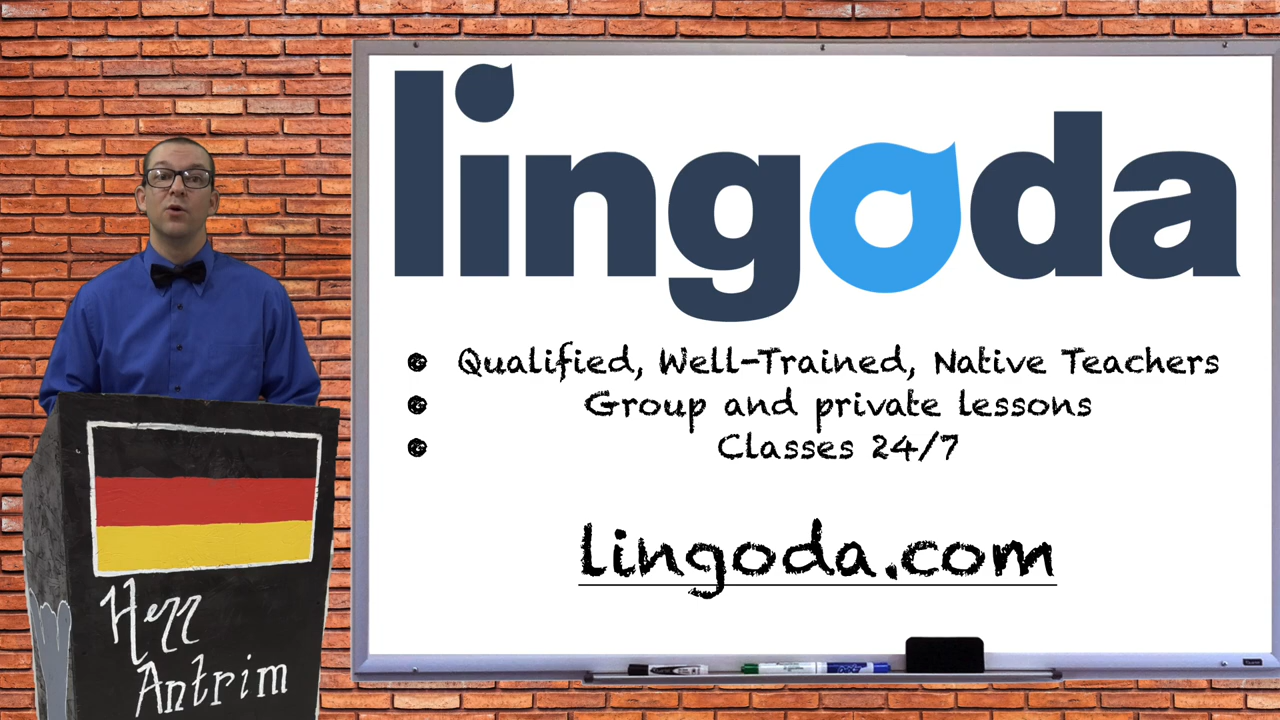 lingoda
Qualified, Well-Trained, Native Teachers
Group and private lessons
Classes 24/7
lingoda.com
Herr
Antrim